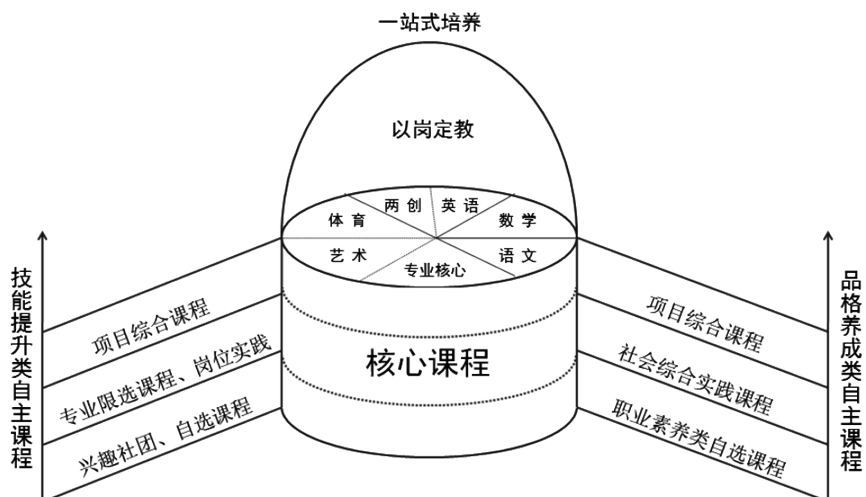 一站式培养
以岗定教
两创
英语
体育
数学
艺术
语文
专业核心
核心课程
技能提升类自主课程
项目综合课程
专业限选课程、岗位实践
兴趣社团、自选课程
项目综合课程
社会综合实践课程
职业素养类自选课程
品格养成类自主课程